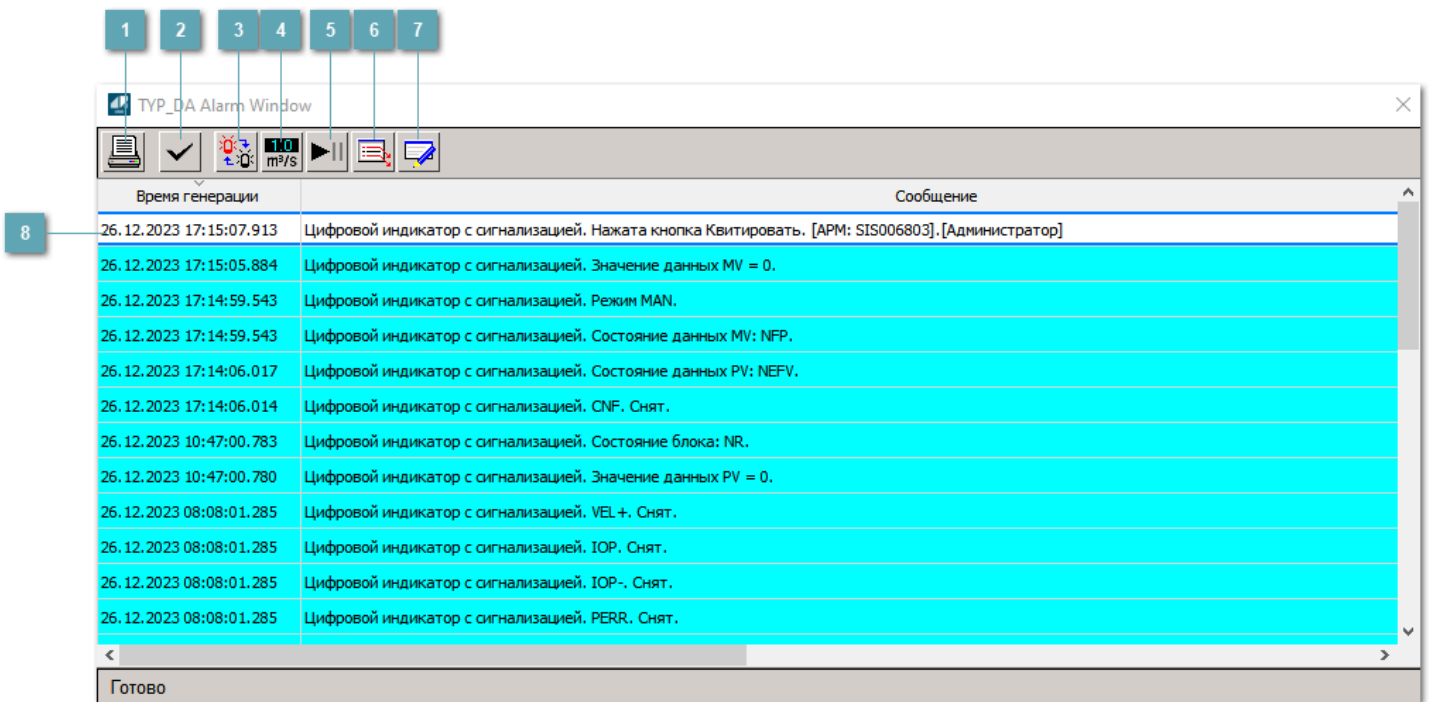 1 2 3 4 5 6 7
TYP_DA Alarm Window
1.0
m³/s
Время генерации Сообщение
8
26.12.2023 17:15:07.913 Цифровой индикатор с сигнализацией. Нажата кнопка Квитировать. [АРМ: SIS006803].[Администратор]
26.12.2023 17:15:05.884 Цифровой индикатор с сигнализацией. Значение данных MV = 0.
26.12.2023 17:14:59.543 Цифровой индикатор с сигнализацией. Режим MAN.
26.12.2023 17:14:59.543 Цифровой индикатор с сигнализацией. Состояние данных MV: NFP.
26.12.2023 17:14:06.017 Цифровой индикатор с сигнализацией. Состояние данных PV: NEFV.
26.12.2023 17:14:06.014 Цифровой индикатор с сигнализацией. CNF. Снят.
26.12.2023 10:47:00.783 Цифровой индикатор с сигнализацией. Состояние блока: NR.
26.12.2023 10:47:00.780 Цифровой индикатор с сигнализацией. Значение данных PV = 0.
26.12.2023 08:08:01.285 Цифровой индикатор с сигнализацией. VEL+. Снят.
26.12.2023 08:08:01.285 Цифровой индикатор с сигнализацией. IOP. Снят.
26.12.2023 08:08:01.285 Цифровой индикатор с сигнализацией. IOP-. Снят.
26.12.2023 08:08:01.285 Цифровой индикатор с сигнализацией. PERR. Снят.
Готово